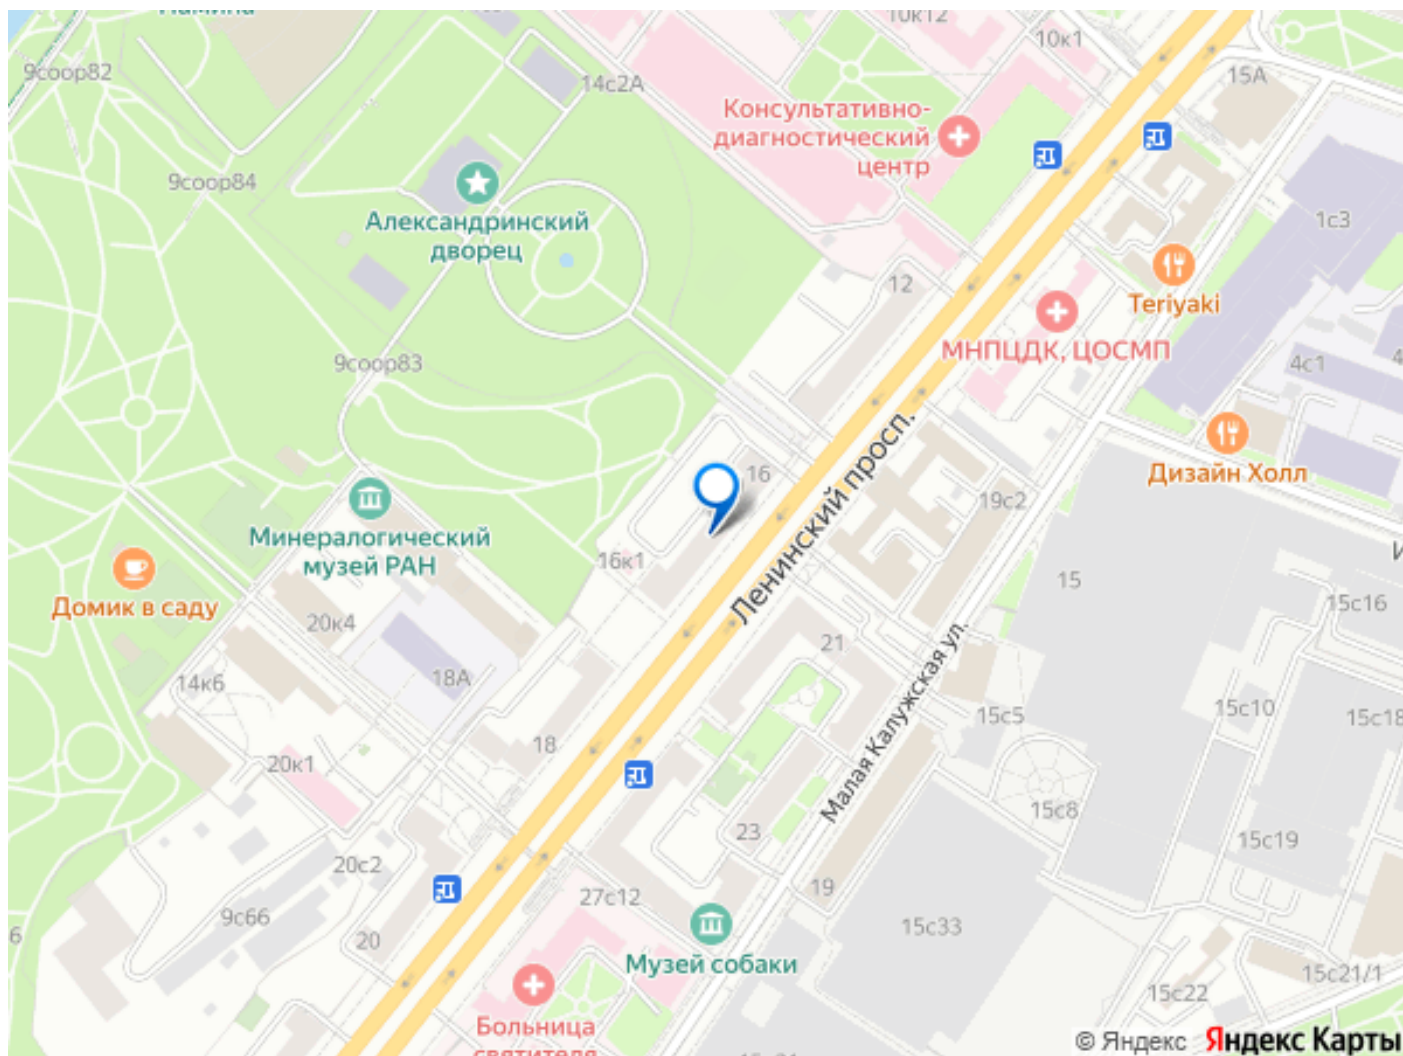 10к12
10к1
9соор82
14с2А
15А
Консультативно-
диагностический
центр
9соор84
Александринский
дворец
1с3
12
Teriyaki
МНПЦДК, ЦОСМП
9соор83
4с1
Ленинский просп.
Дизайн Холл
16
19с2
Минералогический
музей РАН
16к1
15
Домик в саду
20к4
15с16
21
18А
14к6
Малая Калужская ул.
15с5
15с10
15с18
18
20к1
15с8
23
15с19
20с2
19
27с12
9с66
15с33
20
Музей собаки
15с21/1
15с22
Больница
святителя
© Яндекс Яндекс Карты